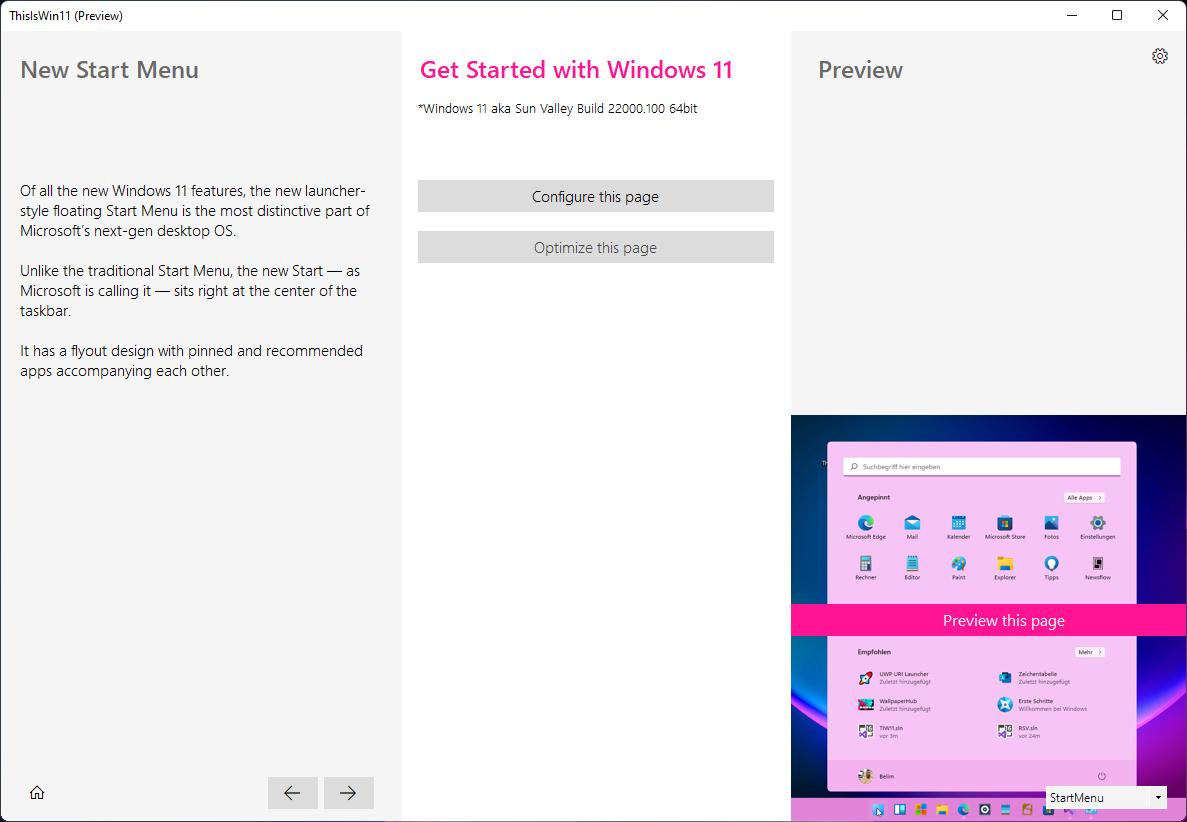 ThisIsWin11 (Preview)
New Start Menu
Of all the new Windows 11 features, the new launcher-
style floating Start Menu is the most distinctive part of
Microsoft's next-gen desktop OS.
Unlike the traditional Start Menu, the new Start — as
Microsoft is calling it — sits right at the center of the
taskbar.
It has a flyout design with pinned and recommended
apps accompanying each other.
Get Started with Windows 11
*Windows 11 aka Sun Valley Build 22000.100 64bit
Configure this page
Optimize this page
Preview
Suchbegriff hier eingeben
Angepinnt
Alle Apps
Microsoft Edge Mail Kalender Microsoft Store Fotos Einstellungen
Rechner Editor Paint Explorer Tipps Newsflow
Preview this page
Empfohlen
Mehr
UWP URI Launcher
Zuletzt hinzugefügt
Zeichentabelle
Zuletzt hinzugefügt
WallpaperHub
Zuletzt hinzugefügt
Erste Schritte
Willkommen bei Windows
TIW11.sln
vor 3m
RSV.sln
vor 24m
Belim
StartMenu